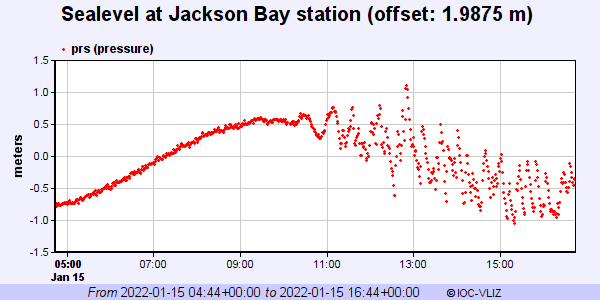 Sealevel at Jackson Bay station (offset: 1.9875 m)
prs (pressure)
meters
1.5
1.0
0.5
0.0
-0.5
-1.0
-1.5
05:00 07:00 09:00 11:00 13:00 15:00
Jan 15
From 2022-01-15 04:44+00:00 to 2022-01-15 16:44+00:00 © IOC-VLIZ